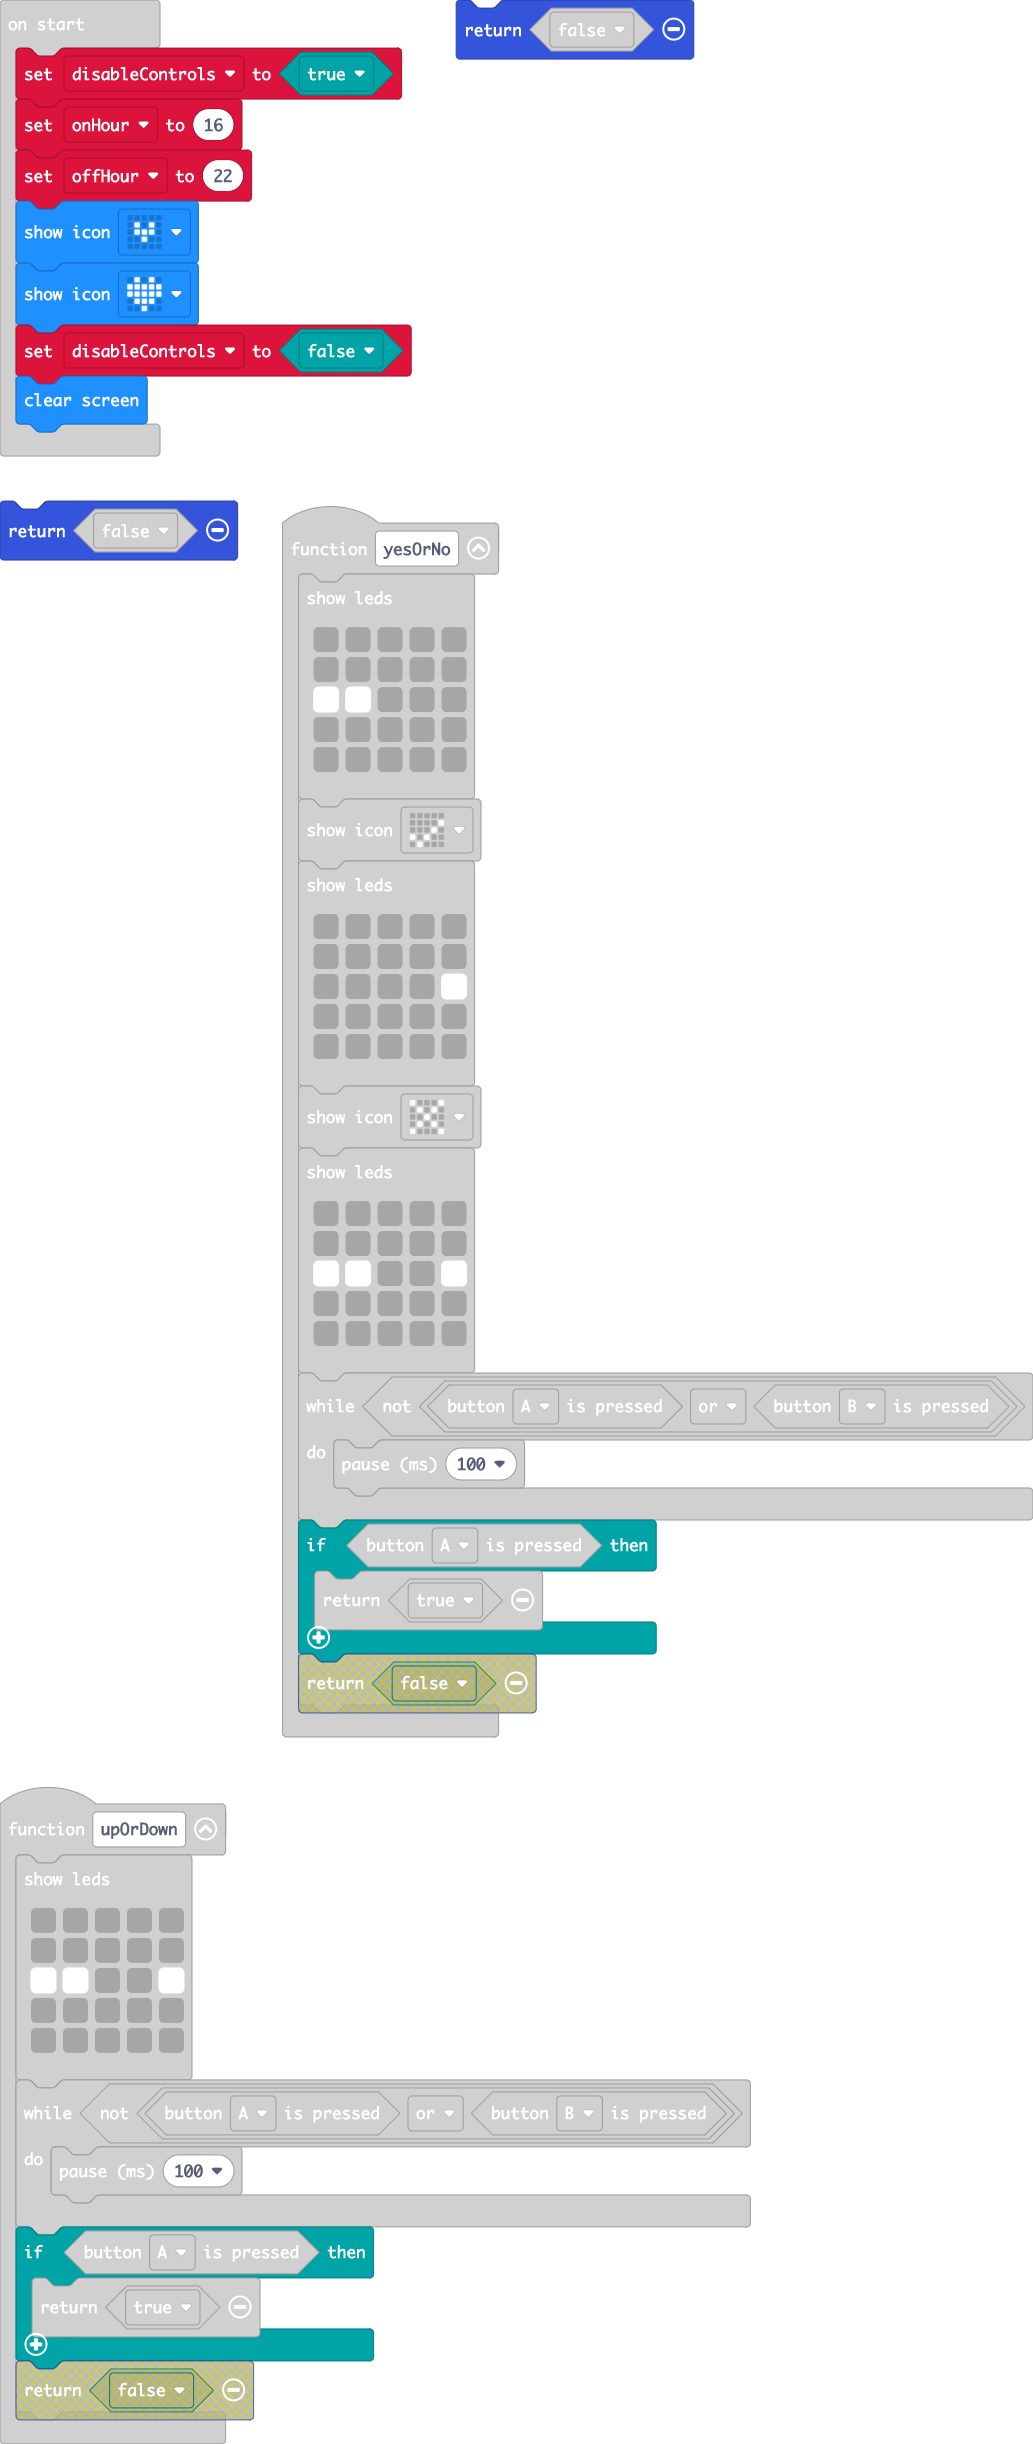 on start
set disableControls to true
set onHour to 16
set offHour to 22
show icon
show icon
set disableControls to false
clear screen
return false
return false
function yesOrNo
show leds
show icon
show leds
show icon
show leds
while not button A is pressed or button B is pressed
do pause (ms) 100
if button A is pressed then
return true
return false
function upOrDown
show leds
while not button A is pressed or button B is pressed
do pause (ms) 100
if button A is pressed then
return true
return false